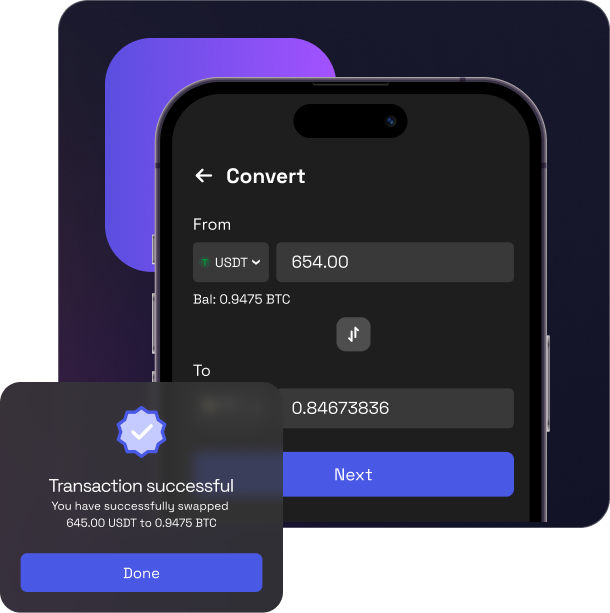 Convert
From
USDT 654.00
Bal: 0.9475 BTC
To
0.84673836
Next
Transaction successful
You have successfully swapped
645.00 USDT to 0.9475 BTC
Done